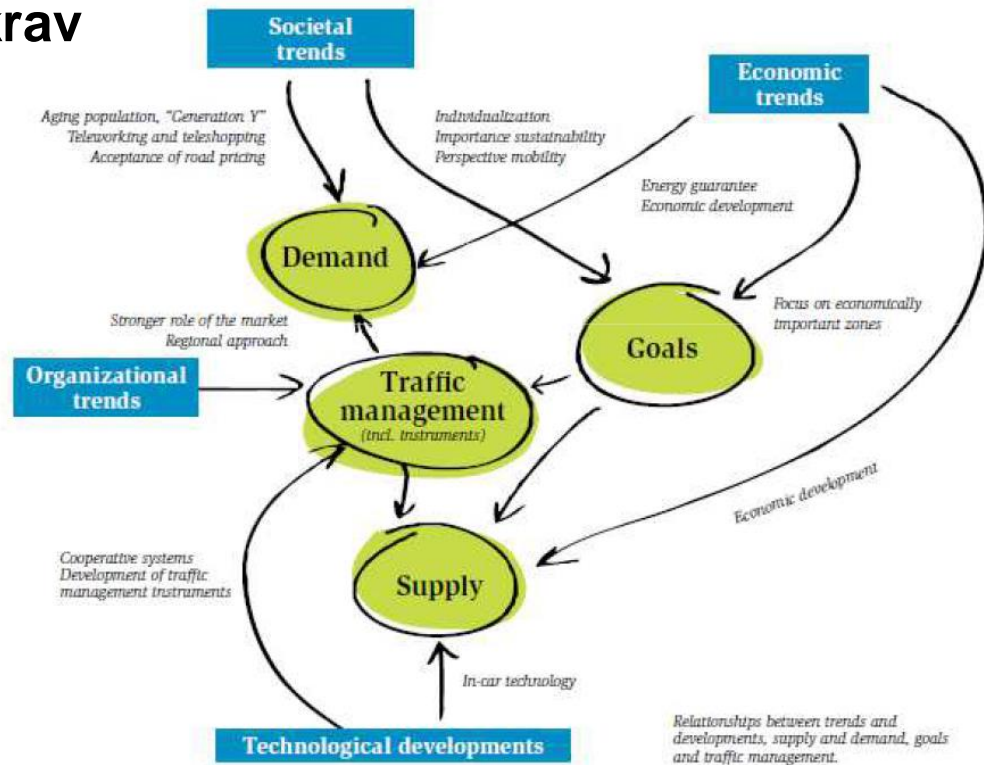 krav
Societal
trends
Economic
trends
Aging population, "Generation Y"
Teleworking and teleshopping
Acceptance of road pricing
Individualization
Importance sustainability
Perspective mobility
Energy guarantee
Economic development
Demand
Goals
Focus on economically
important zones
Stronger role of the market
Regional approach
Organizational
trends
Traffic
management
(incl. instruments)
Economic development
Cooperative systems
Development of traffic
management instruments
Supply
In-car technology
Technological developments
Relationships between trends and
developments, supply and demand, goals
and traffic management.